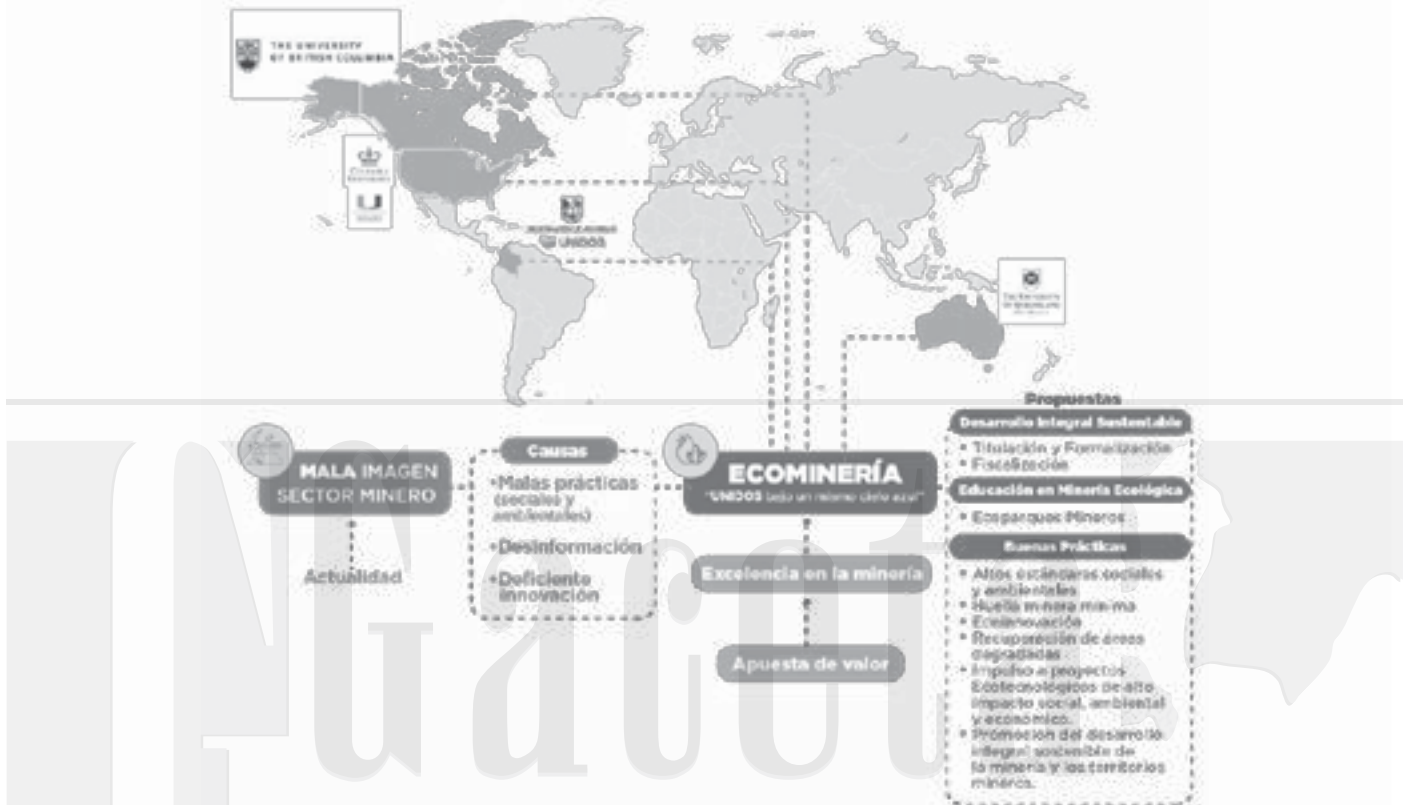 THE UNIVERSITY
OF BRITISH COLUMBIA
UNIDOS
Propuestas
Desarrollo Integral Sustentable
• Titulación y Formalización
• Fiscalización
Educación en Minería Ecológica
• Ecoparques Mineros
Buenas Prácticas
• Altos estándares sociales
y ambientales
• Huella minera mínima
• Ecoinnovación
• Recuperación de áreas
degradadas
• Impulso a proyectos
Ecotecnológicos de alto
impacto social, ambiental
y económico.
• Promoción del desarrollo
integral sostenible de
la minería y los territorios
mineros.
MALA IMAGEN
SECTOR MINERO
Actualidad
Causas
•Malas prácticas
(sociales y
ambientales)
•Desinformación
•Deficiente
innovación
ECOMINERÍA
"UNIDOS bajo un mismo cielo azul"
Excelencia en la minería
Apuesta de valor
Gacet